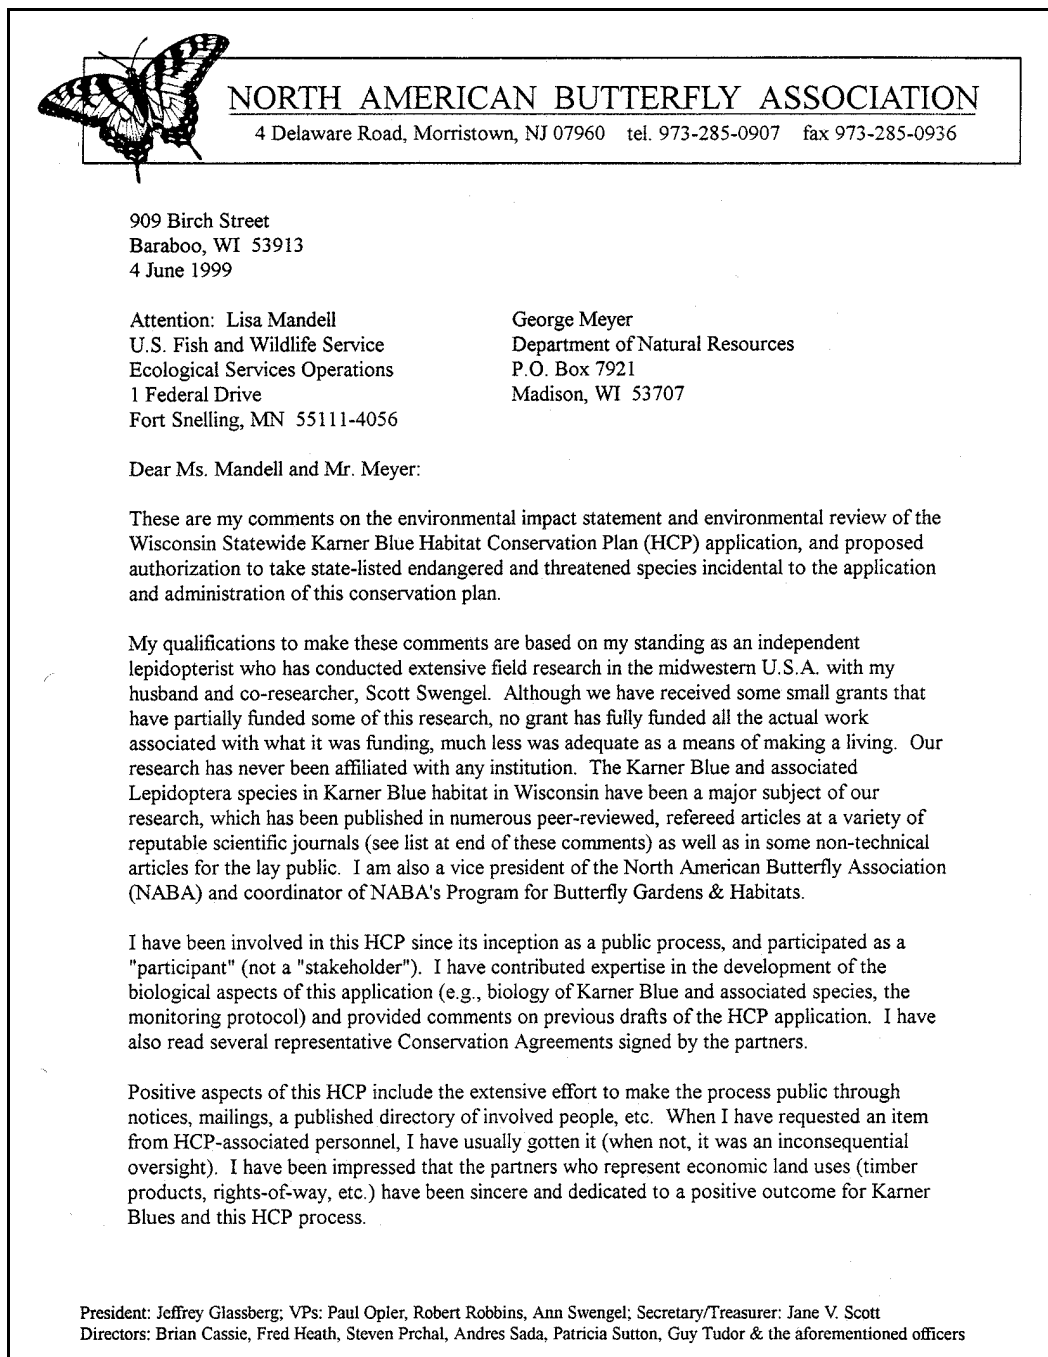 NORTH AMERICAN BUTTERFLY ASSOCIATION
4 Delaware Road, Morristown, NJ 07960 tel. 973-285-0907 fax 973-285-0936
909 Birch Street
Baraboo, WI 53913
4 June 1999
Attention: Lisa Mandell
U.S. Fish and Wildlife Service
Ecological Services Operations
1 Federal Drive
Fort Snelling, MN 55111-4056
George Meyer
Department of Natural Resources
P.O. Box 7921
Madison, WI 53707
Dear Ms. Mandell and Mr. Meyer:
These are my comments on the environmental impact statement and environmental review of the
Wisconsin Statewide Karner Blue Habitat Conservation Plan (HCP) application, and proposed
authorization to take state-listed endangered and threatened species incidental to the application
and administration of this conservation plan.
My qualifications to make these comments are based on my standing as an independent
lepidopterist who has conducted extensive field research in the midwestern U.S.A. with my
husband and co-researcher, Scott Swengel. Although we have received some small grants that
have partially funded some of this research, no grant has fully funded all the actual work
associated with what it was funding, much less was adequate as a means of making a living. Our
research has never been affiliated with any institution. The Karner Blue and associated
Lepidoptera species in Karner Blue habitat in Wisconsin have been a major subject of our
research, which has been published in numerous peer-reviewed, refereed articles at a variety of
reputable scientific journals (see list at end of these comments) as well as in some non-technical
articles for the lay public. I am also a vice president of the North American Butterfly Association
(NABA) and coordinator of NABA's Program for Butterfly Gardens & Habitats.
I have been involved in this HCP since its inception as a public process, and participated as a
"participant" (not a "stakeholder"). I have contributed expertise in the development of the
biological aspects of this application (e.g., biology of Karner Blue and associated species, the
monitoring protocol) and provided comments on previous drafts of the HCP application. I have
also read several representative Conservation Agreements signed by the partners.
Positive aspects of this HCP include the extensive effort to make the process public through
notices, mailings, a published directory of involved people, etc. When I have requested an item
from HCP-associated personnel, I have usually gotten it (when not, it was an inconsequential
oversight). I have been impressed that the partners who represent economic land uses (timber
products, rights-of-way, etc.) have been sincere and dedicated to a positive outcome for Karner
Blues and this HCP process.
President: Jeffrey Glassberg; VPs: Paul Opler, Robert Robbins, Ann Swengel; Secretary/Treasurer: Jane V. Scott
Directors: Brian Cassie, Fred Heath, Steven Prchal, Andres Sada, Patricia Sutton, Guy Tudor & the aforementioned officers